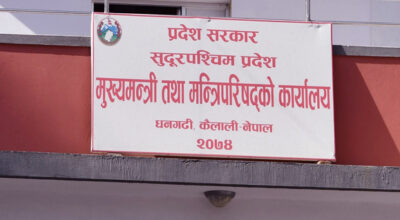 प्रदेश सरकार
सुदूरपश्चिम प्रदेश
मुख्यमन्त्री तथा मन्त्रिपरिषद्को कार्यालय
धनगढी, कैलाली-नेपाल
२०७४